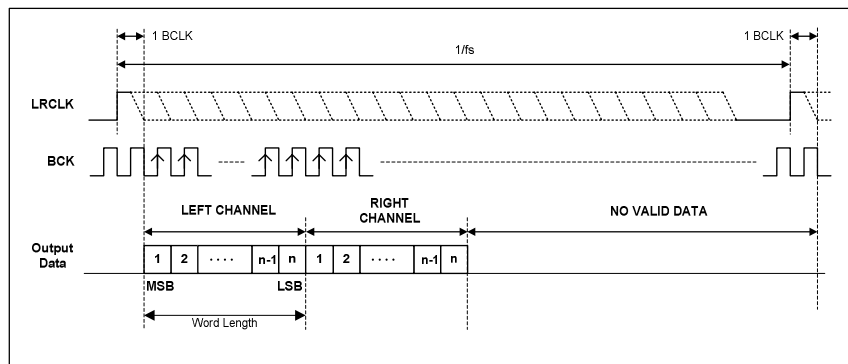 1 BCLK
1 BCLK
1/fs
LRCLK
BCK
LEFT CHANNEL
RIGHT
CHANNEL
NO VALID DATA
Output
Data
1 2 .... n-1 n 1 2 .... n-1 n
MSB
LSB
Word Length